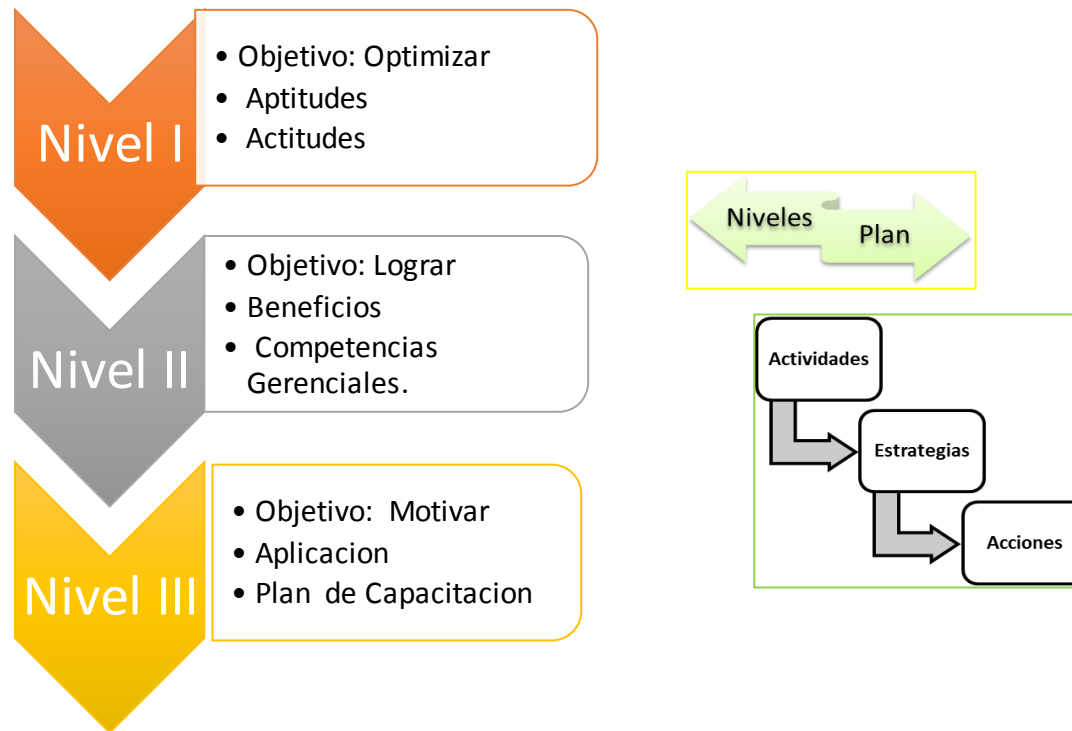 Nivel I
• Objetivo: Optimizar
• Aptitudes
• Actitudes
Nivel II
• Objetivo: Lograr
• Beneficios
• Competencias
Gerenciales.
Nivel III
• Objetivo: Motivar
• Aplicacion
• Plan de Capacitacion
Niveles
Plan
Actividades
Estrategias
Acciones